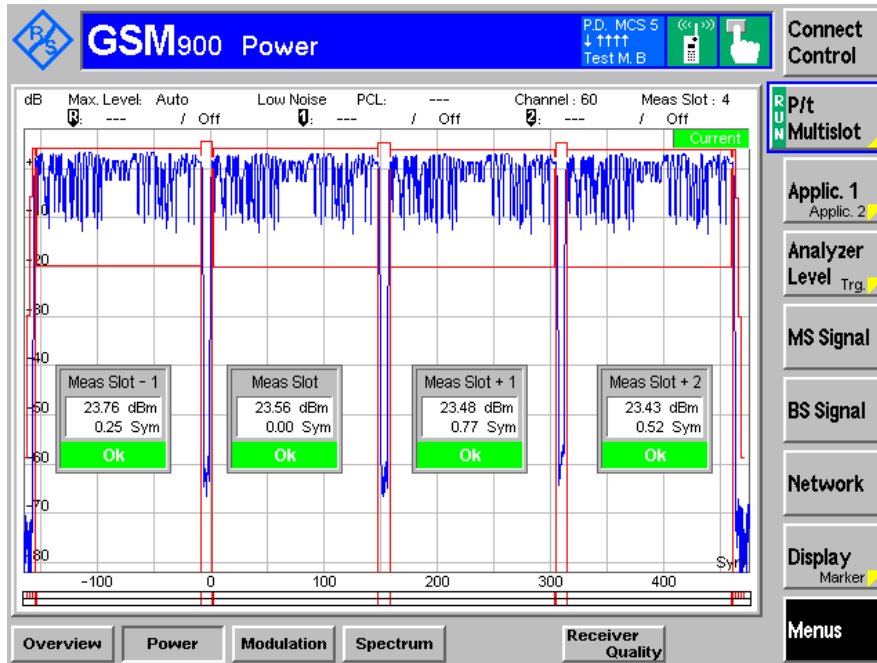 R/S
GSM900 Power
P.D. MCS 5
↓ ↑↑↑↑
Test M. B
Connect Control
dB Max. Level: Auto Low Noise PCL: --- Channel : 60 Meas Slot : 4
R: --- / Off 1: --- / Off 2: --- / Off
Current
RUN
P/t Multislot
Applic. 1
Applic. 2
Analyzer Level Trg.
MS Signal
BS Signal
Network
Display
Marker
Menus
-10
-20
-30
-40
-50
-60
-70
-80
Meas Slot - 1
23.76 dBm
0.25 Sym
Ok
Meas Slot
23.56 dBm
0.00 Sym
Ok
Meas Slot + 1
23.48 dBm
0.77 Sym
Ok
Meas Slot + 2
23.43 dBm
0.52 Sym
Ok
Sym
-100 0 100 200 300 400
Overview Power Modulation Spectrum Receiver Quality